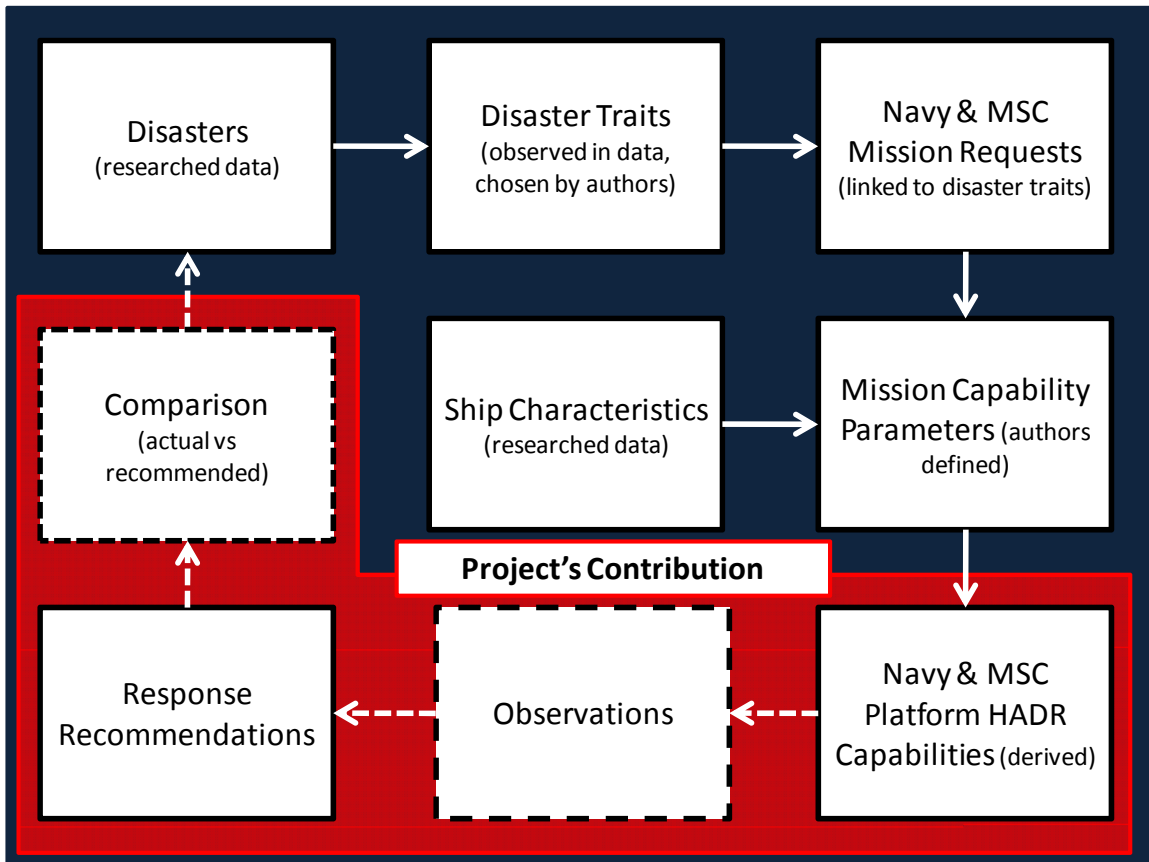 Disasters
(researched data)
Disaster Traits
(observed in data,
chosen by authors)
Navy & MSC
Mission Requests
(linked to disaster traits)
Comparison
(actual vs
recommended)
Ship Characteristics
(researched data)
Mission Capability
Parameters (authors
defined)
Project's Contribution
Response
Recommendations
Observations
Navy & MSC
Platform HADR
Capabilities (derived)